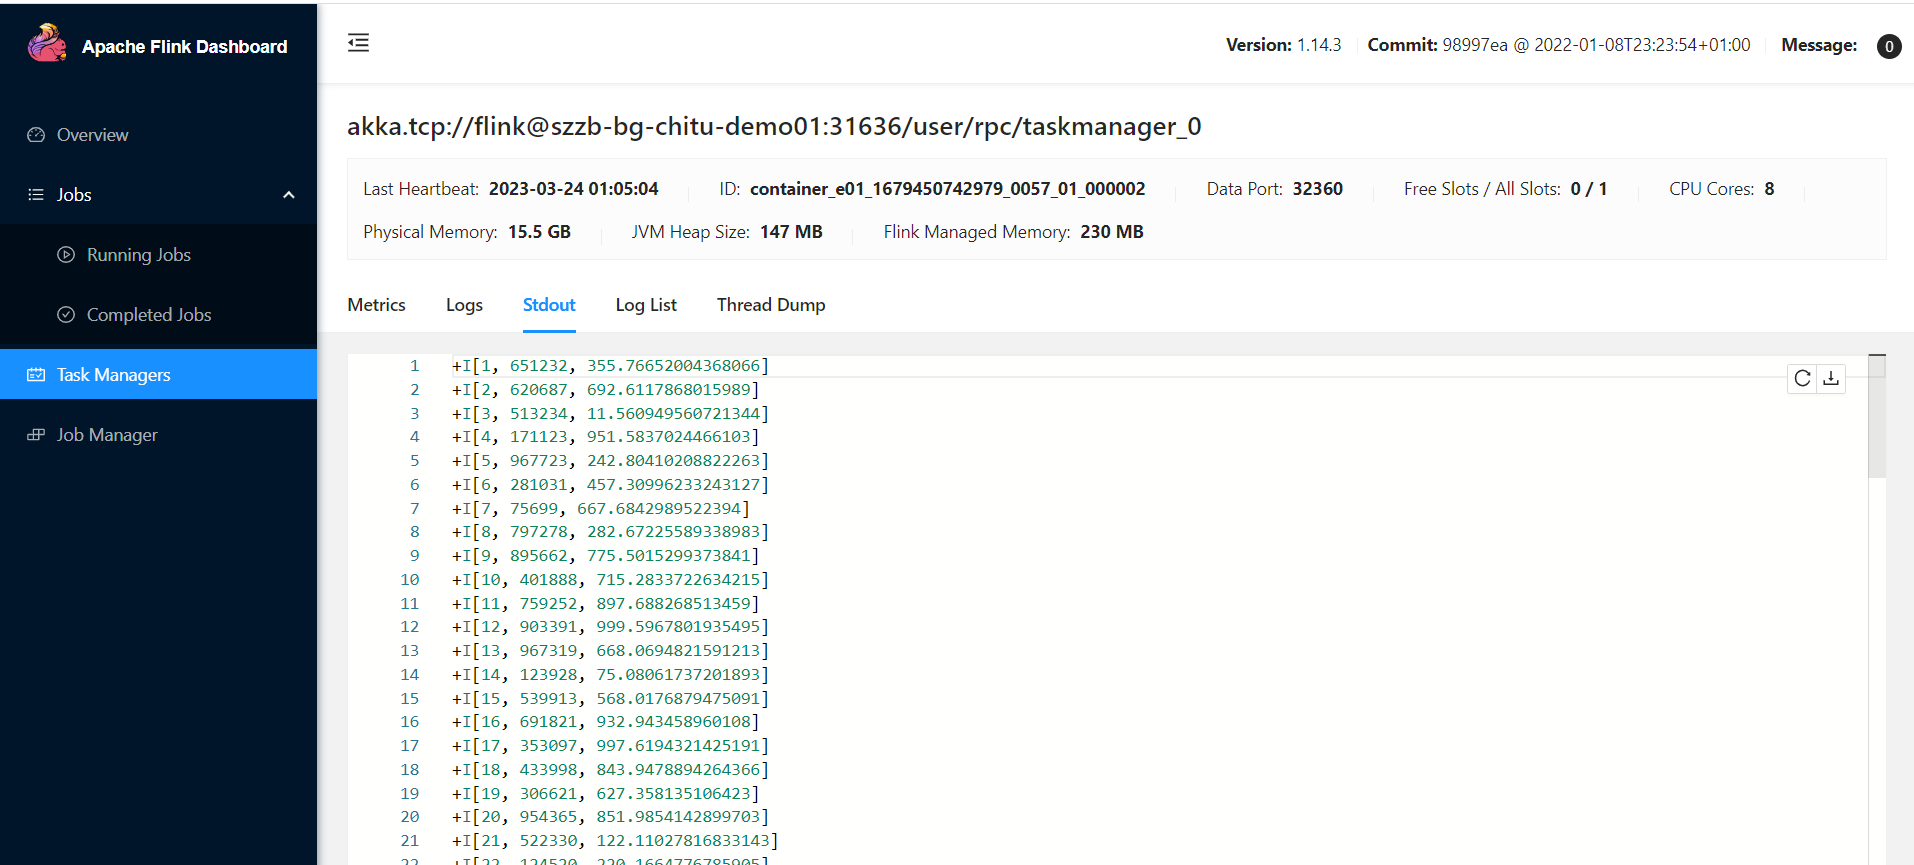 Apache Flink Dashboard
Version: 1.14.3 Commit: 98997ea @ 2022-01-08T23:23:54+01:00 Message: 0
Overview
Jobs
Running Jobs
Completed Jobs
Task Managers
Job Manager
akka.tcp://flink@szzb-bg-chitu-demo01:31636/user/rpc/taskmanager_0
Last Heartbeat: 2023-03-24 01:05:04 ID: container_e01_1679450742979_0057_01_000002 Data Port: 32360 Free Slots / All Slots: 0 / 1 CPU Cores: 8
Physical Memory: 15.5 GB JVM Heap Size: 147 MB Flink Managed Memory: 230 MB
Metrics Logs Stdout Log List Thread Dump
1 +I[1, 651232, 355.76652004368066]
2 +I[2, 620687, 692.6117868015989]
3 +I[3, 513234, 11.560949560721344]
4 +I[4, 171123, 951.5837024466103]
5 +I[5, 967723, 242.80410208822263]
6 +I[6, 281031, 457.30996233243127]
7 +I[7, 75699, 667.6842989522394]
8 +I[8, 797278, 282.67225589338983]
9 +I[9, 895662, 775.5015299373841]
10 +I[10, 401888, 715.2833722634215]
11 +I[11, 759252, 897.688268513459]
12 +I[12, 903391, 999.5967801935495]
13 +I[13, 967319, 668.0694821591213]
14 +I[14, 123928, 75.08061737201893]
15 +I[15, 539913, 568.0176879475091]
16 +I[16, 691821, 932.943458960108]
17 +I[17, 353097, 997.6194321425191]
18 +I[18, 433998, 843.9478894264366]
19 +I[19, 306621, 627.358135106423]
20 +I[20, 954365, 851.9854142899703]
21 +I[21, 522330, 122.11027816833143]
22 +I[22, 124520, 220.1664776785905]